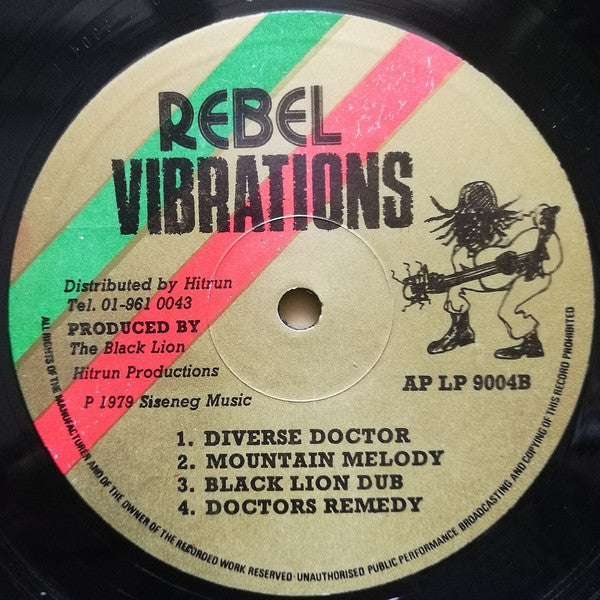 REBEL
VIBRATIONS
Distributed by Hitrun
Tel. 01-961 0043
PRODUCED BY
The Black Lion
Hitrun Productions
P 1979 Siseneg Music
AP LP 9004B
1. DIVERSE DOCTOR
2. MOUNTAIN MELODY
3. BLACK LION DUB
4. DOCTORS REMEDY
ALL RIGHTS OF THE MANUFACTURER AND OF THE OWNER OF THE RECORDED WORK RESERVED · UNAUTHORISED PUBLIC PERFORMANCE BROADCASTING AND COPYING OF THIS RECORD PROHIBITED